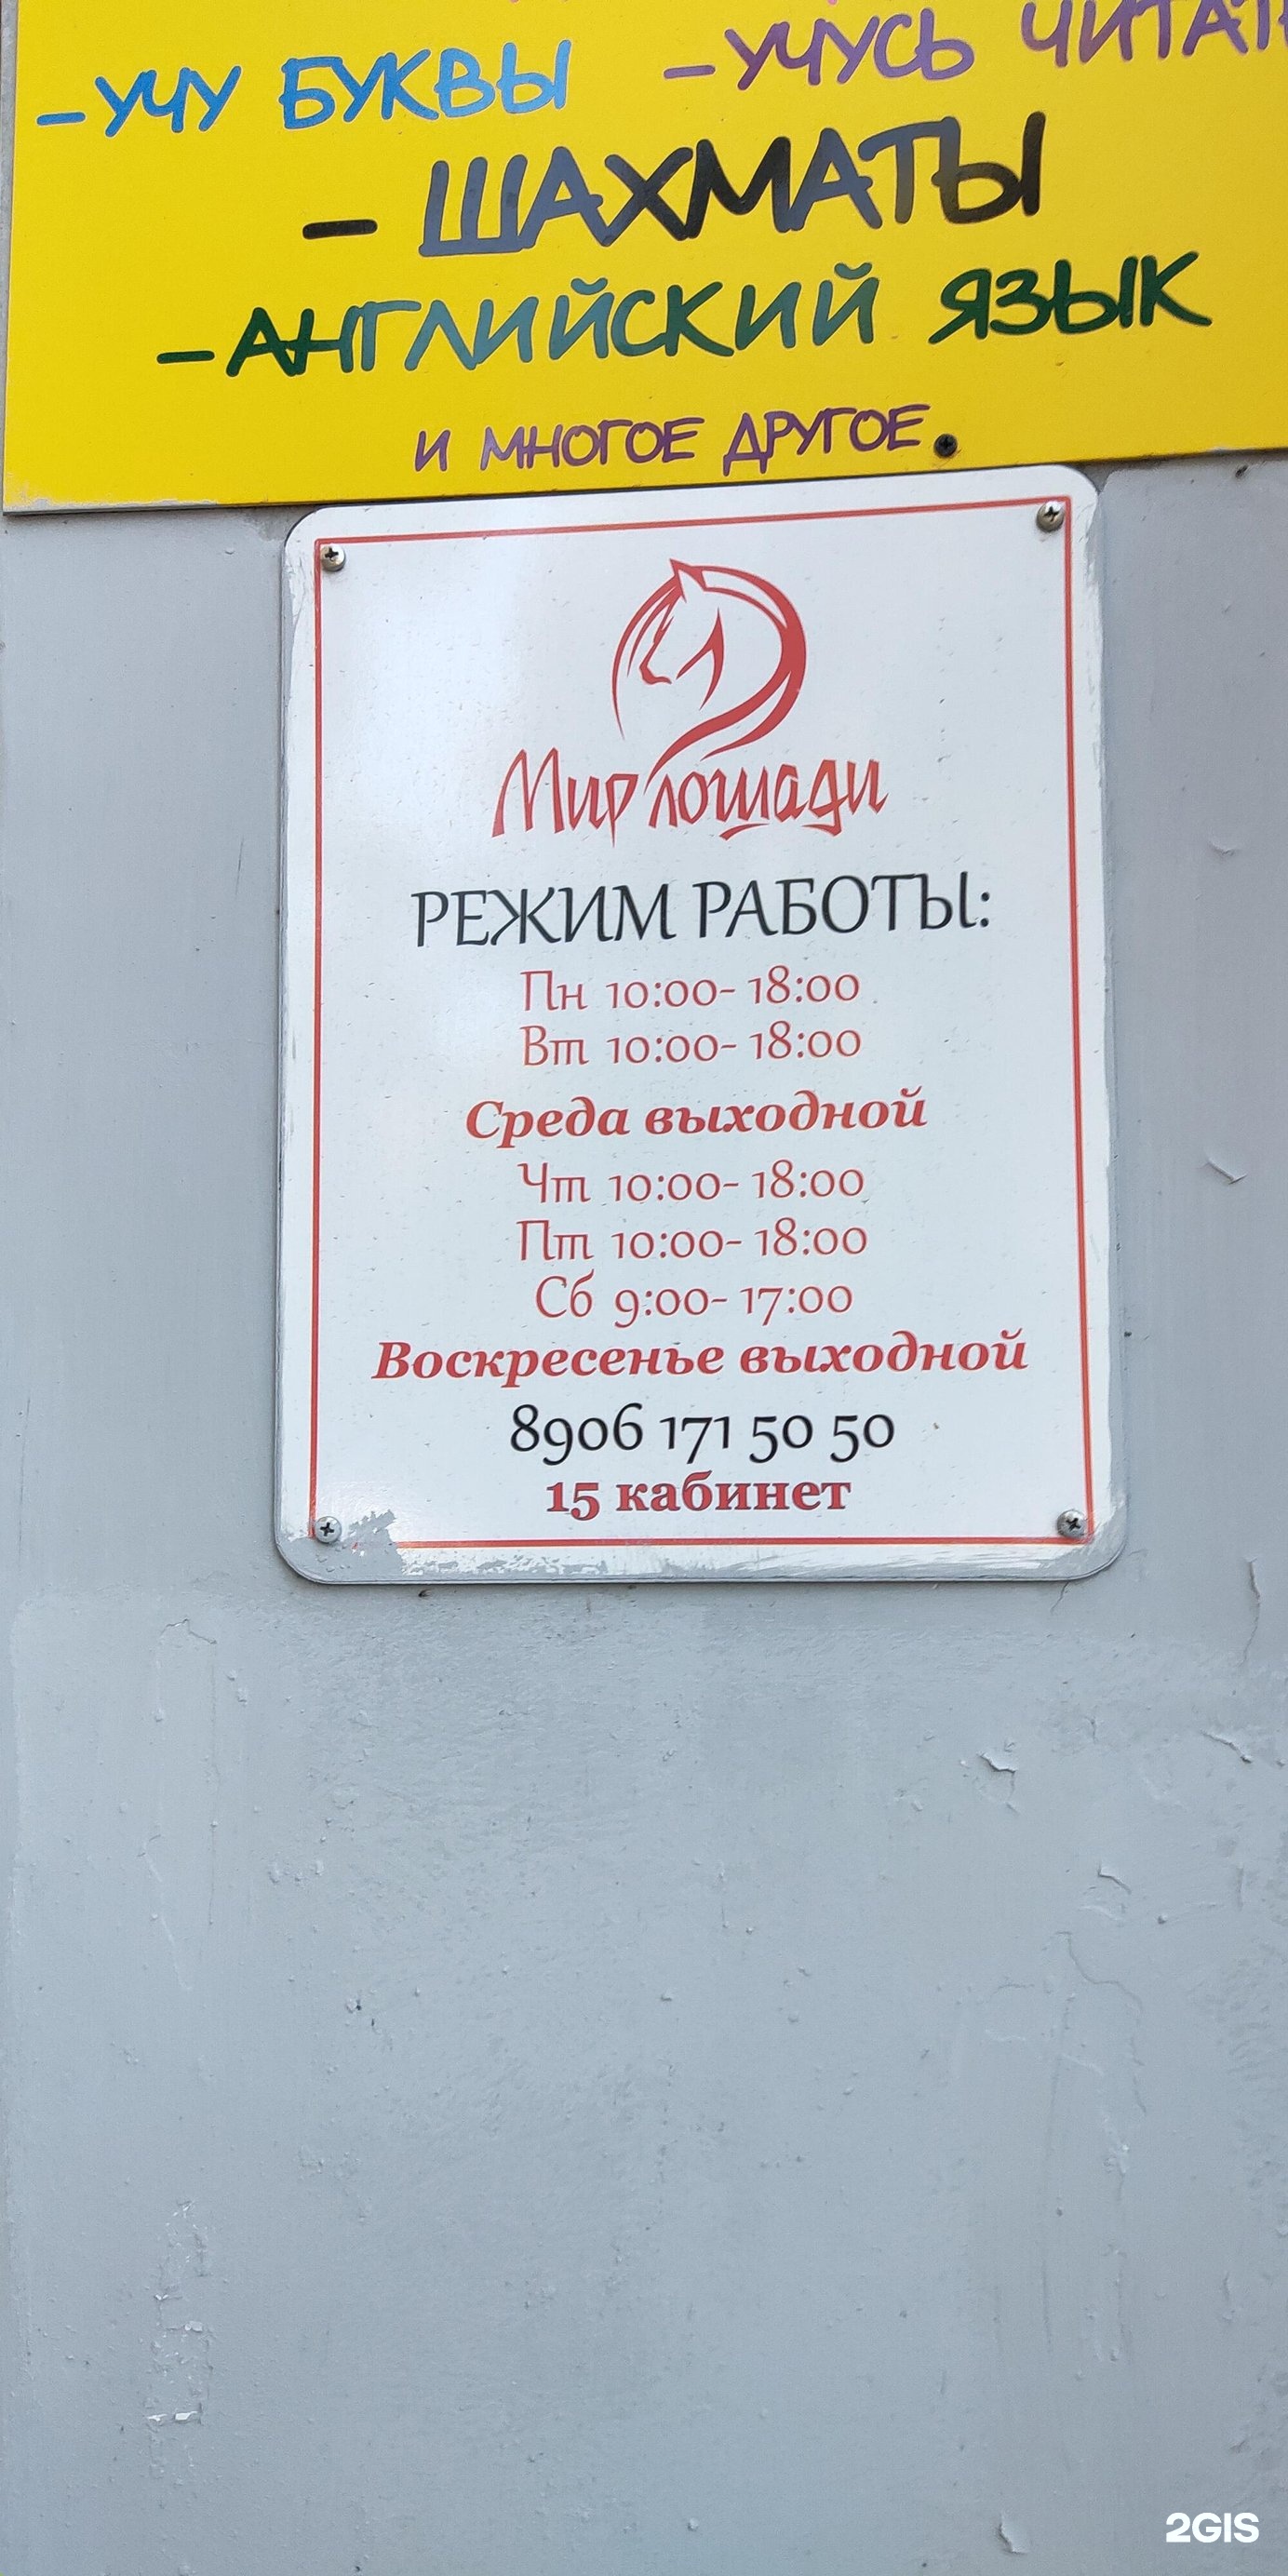 -УЧУ БУКВЫ -УЧУСЬ
- ШАХМАТЫ
-АНГЛИЙСКИЙ ЯЗЫК
И МНОГОЕ ДРУГОЕ.
Мир лошади
РЕЖИМ РАБОТЫ:
Пн 10:00- 18:00
Вт 10:00- 18:00
Среда выходной
Чт 10:00- 18:00
Пт 10:00- 18:00
Сб 9:00- 17:00
Воскресенье выходной
8906 171 50 50
15 кабинет
2GIS